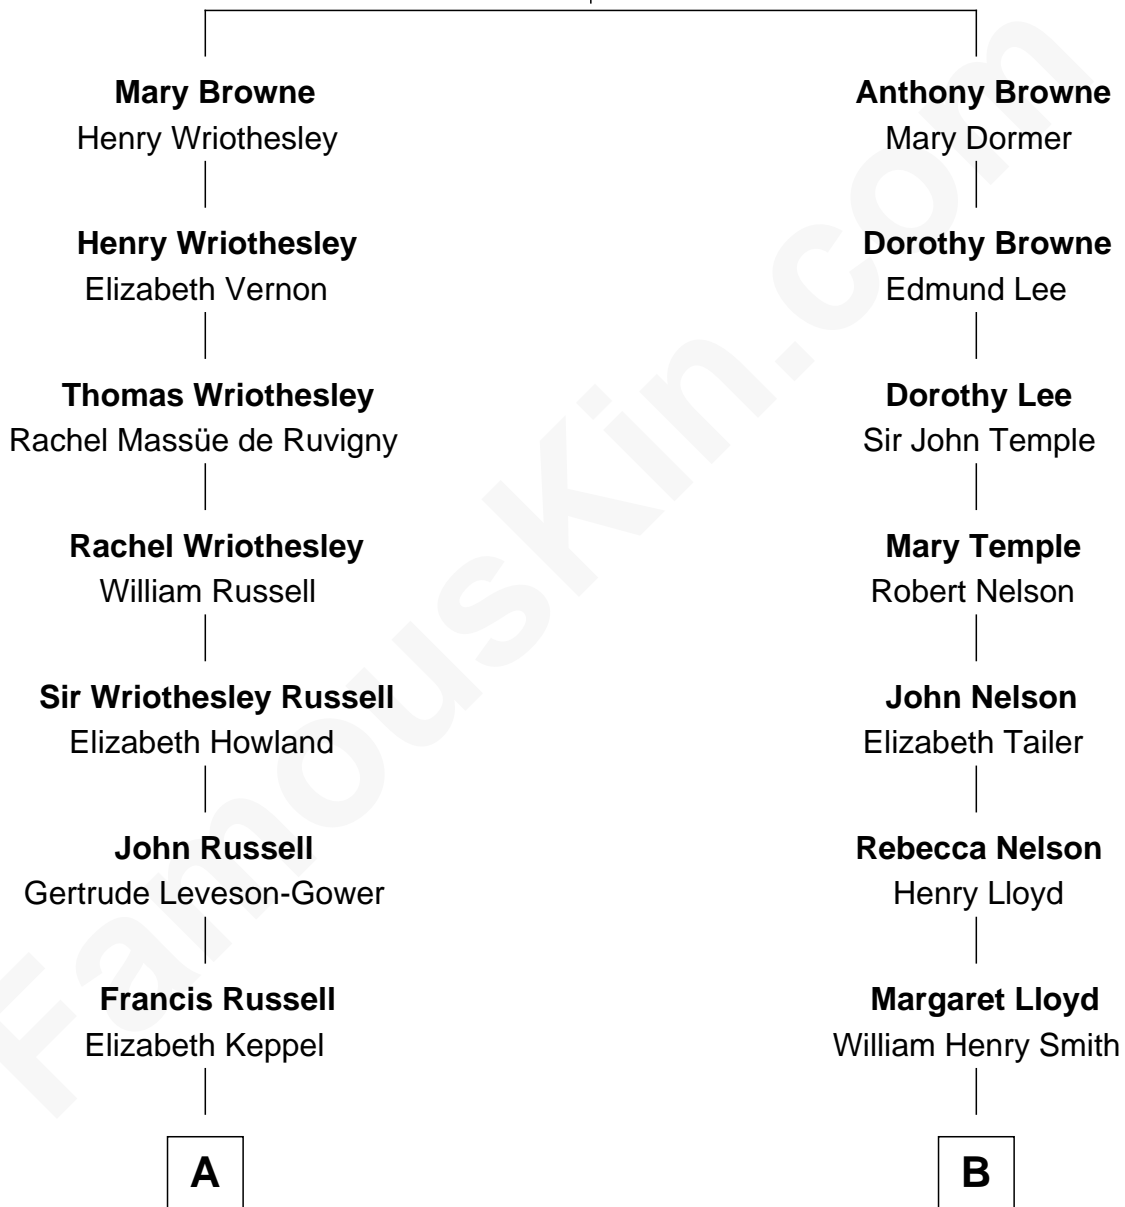 Mary Browne
Henry Wriothesley
Henry Wriothesley
Elizabeth Vernon
Thomas Wriothesley
Rachel Massüe de Ruvigny
Rachel Wriothesley
William Russell
Sir Wriothesley Russell
Elizabeth Howland
John Russell
Gertrude Leveson-Gower
Francis Russell
Elizabeth Keppel
A
Anthony Browne
Mary Dormer
Dorothy Browne
Edmund Lee
Dorothy Lee
Sir John Temple
Mary Temple
Robert Nelson
John Nelson
Elizabeth Tailer
Rebecca Nelson
Henry Lloyd
Margaret Lloyd
William Henry Smith
B
FamousKin.com